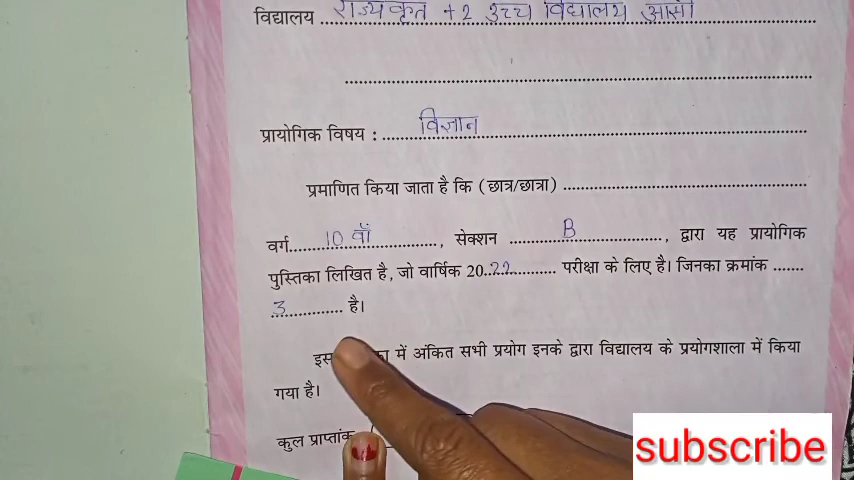 विद्यालय ..... राज्यकृत +2 उच्च विद्यालय आसो
प्रायोगिक विषय : ..... विज्ञान .....
प्रमाणित किया जाता है कि (छात्र/छात्रा) .....
वर्ग..... 10 वाँ ....., सेक्शन ..... B ....., द्वारा यह प्रायोगिक
पुस्तिका लिखित है, जो वार्षिक 20..22..... परीक्षा के लिए है। जिनका क्रमांक .......
3 ..... है।
में अंकित सभी प्रयोग इनके द्वारा विद्यालय के प्रयोगशाला में किया
गया है।
कुल प्राप्तांक
subscribe